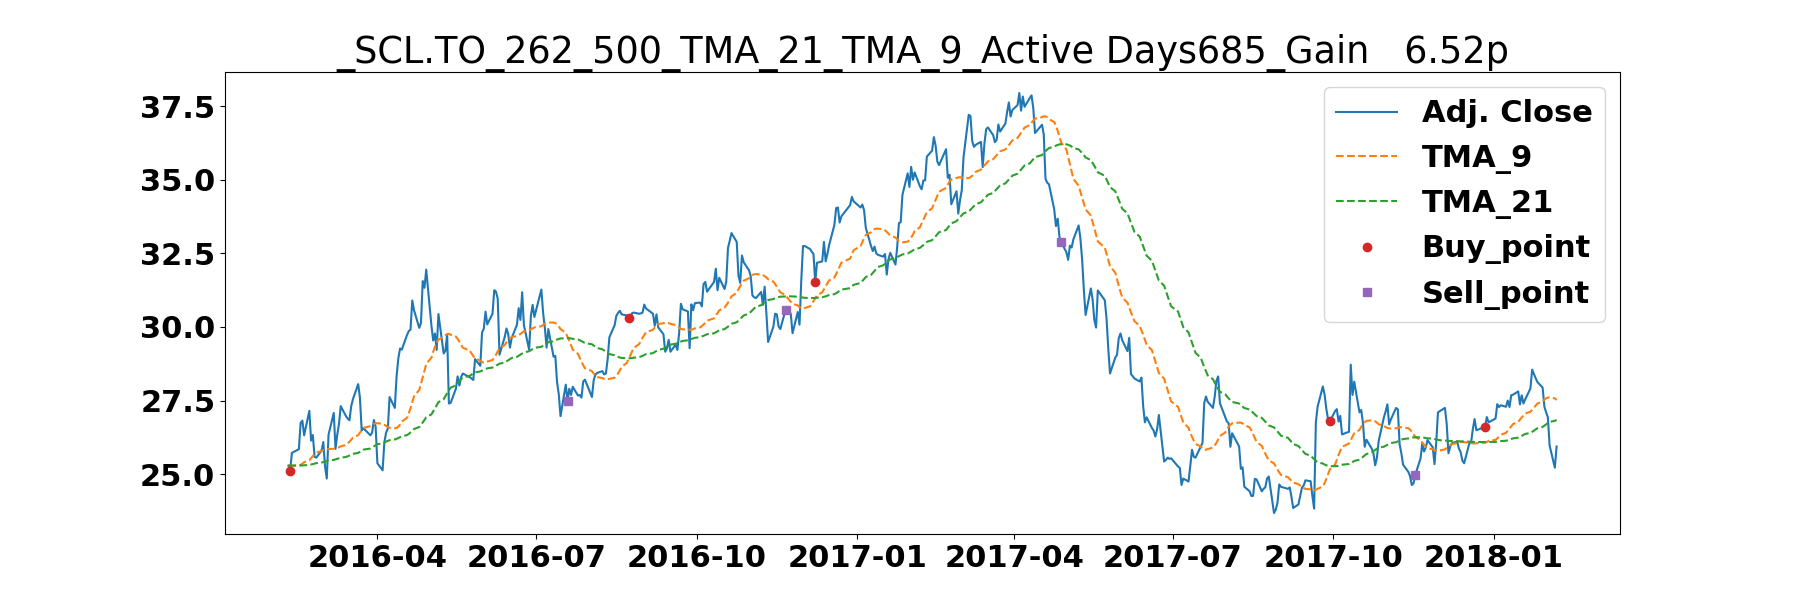 _SCL.TO_262_500_TMA_21_TMA_9_Active Days685_Gain   6.52p
37.5
35.0
32.5
30.0
27.5
25.0
Adj. Close
TMA_9
TMA_21
Buy_point
Sell_point
2016-04 2016-07 2016-10 2017-01 2017-04 2017-07 2017-10 2018-01